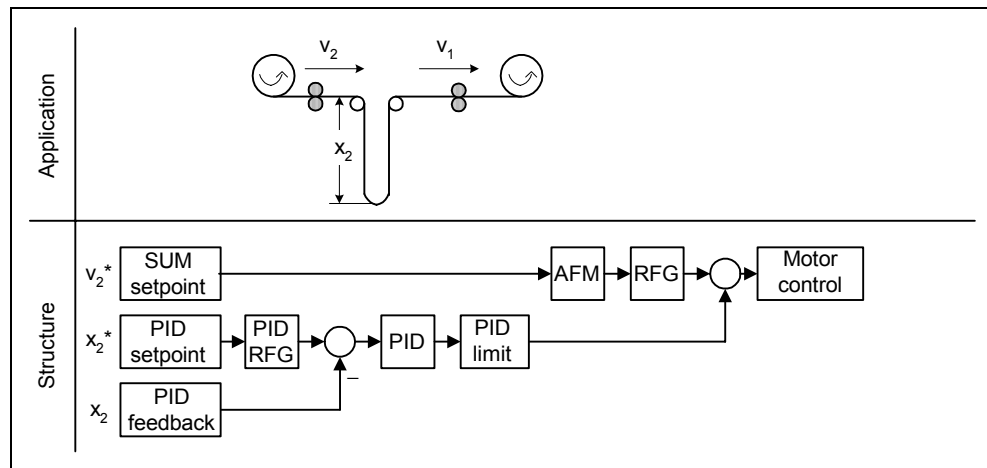 Application
v2
v1
x2
Structure
v2*
SUM
setpoint
AFM
RFG
Motor
control
x2*
PID
setpoint
PID
RFG
PID
PID
limit
–
x2
PID
feedback